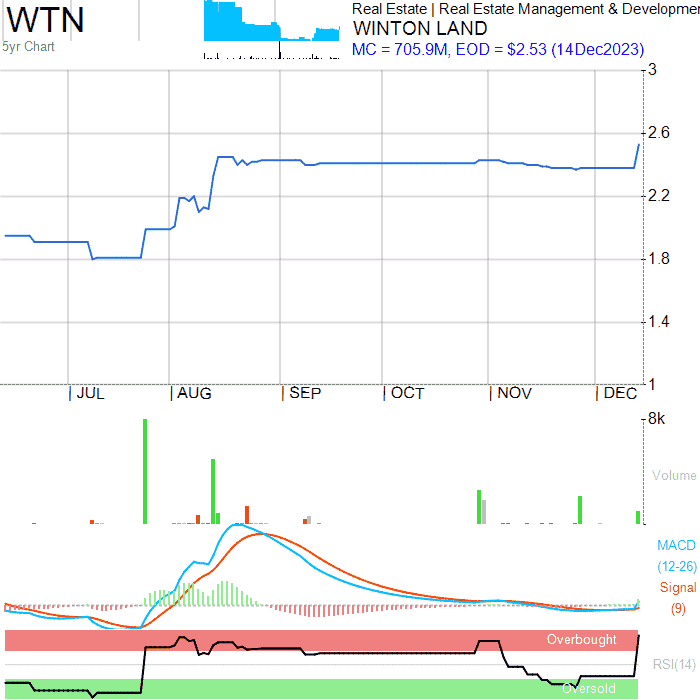 WTN
5yr Chart
Real Estate | Real Estate Management & Developmen
WINTON LAND
MC = 705.9M, EOD = $2.53 (14Dec2023)
3
2.6
2.2
1.8
1.4
1
| JUL | AUG | SEP | OCT | NOV | DEC
8k
Volume
MACD
(12-26)
Signal
(9)
Overbought
RSI(14)
Oversold